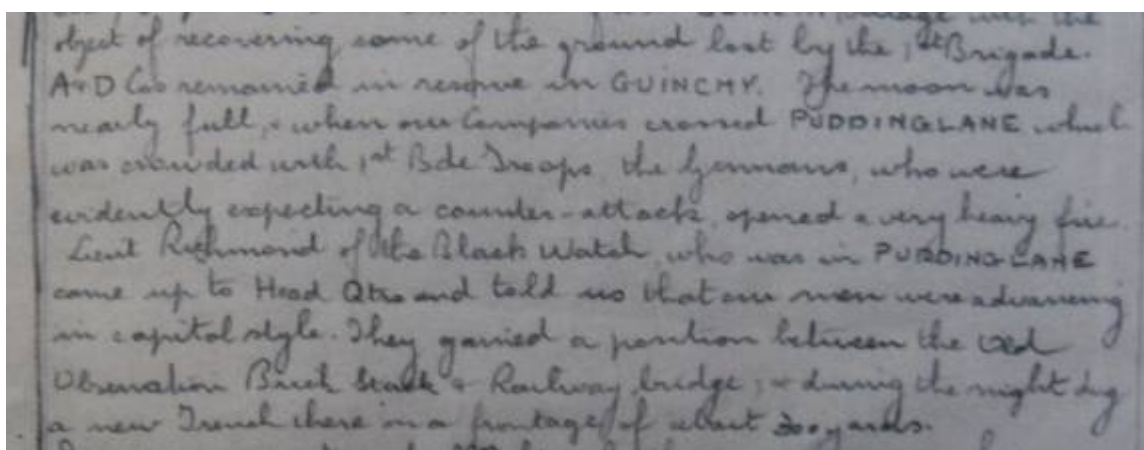 village with the
object of recovering some of the ground lost by the 1st Brigade.
A & D Cos remained in reserve in GUINCHY. The moon was
nearly full, & when our Companies crossed PUDDING LANE which
was crowded with 1st Bde Troops, the Germans, who were
evidently expecting a counter-attack, opened a very heavy fire.
Lieut Richmond of the Black Watch, who was in PUDDING LANE
came up to Head Qtrs and told us that our men were advancing
in capital style. They gained a position between the Old
Observation Brick Stack & Railway bridge; & during the night dug
a new Trench there in a frontage of about 300 yards.